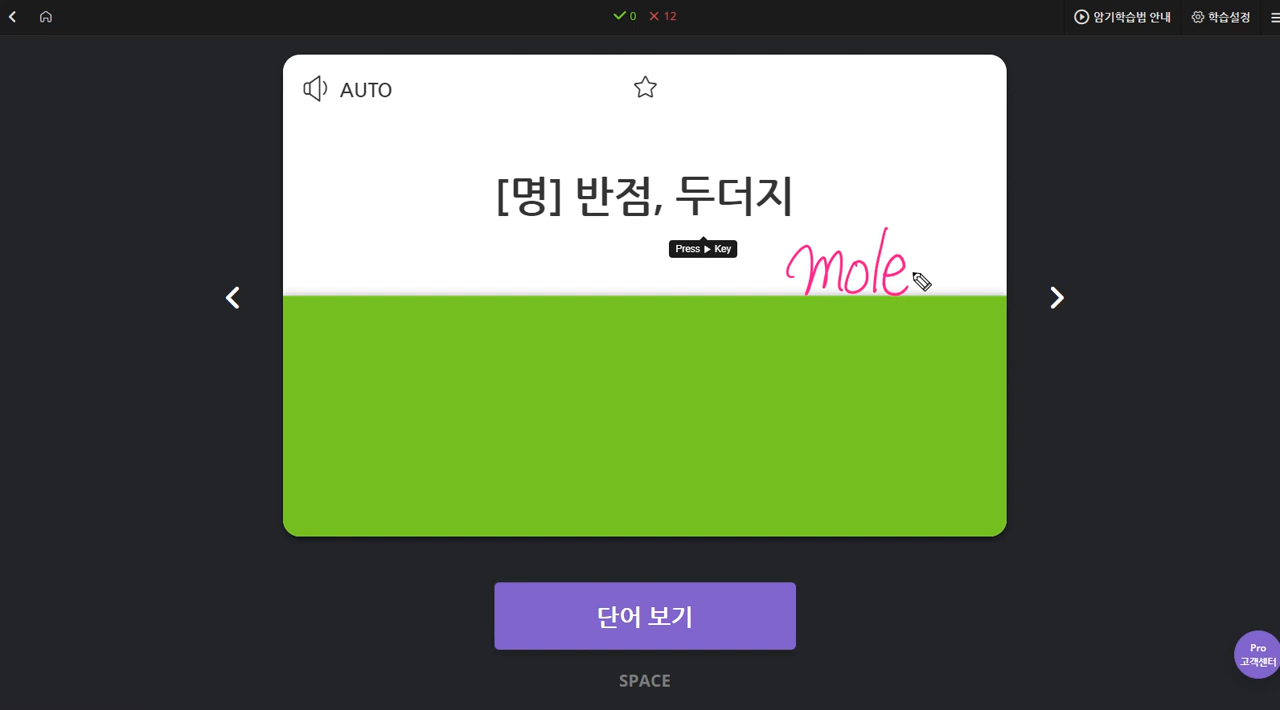 0 12 암기학습법 안내 학습설정
AUTO
[명] 반점, 두더지
Press ▶ Key
mole
단어 보기
SPACE
Pro
고객센터